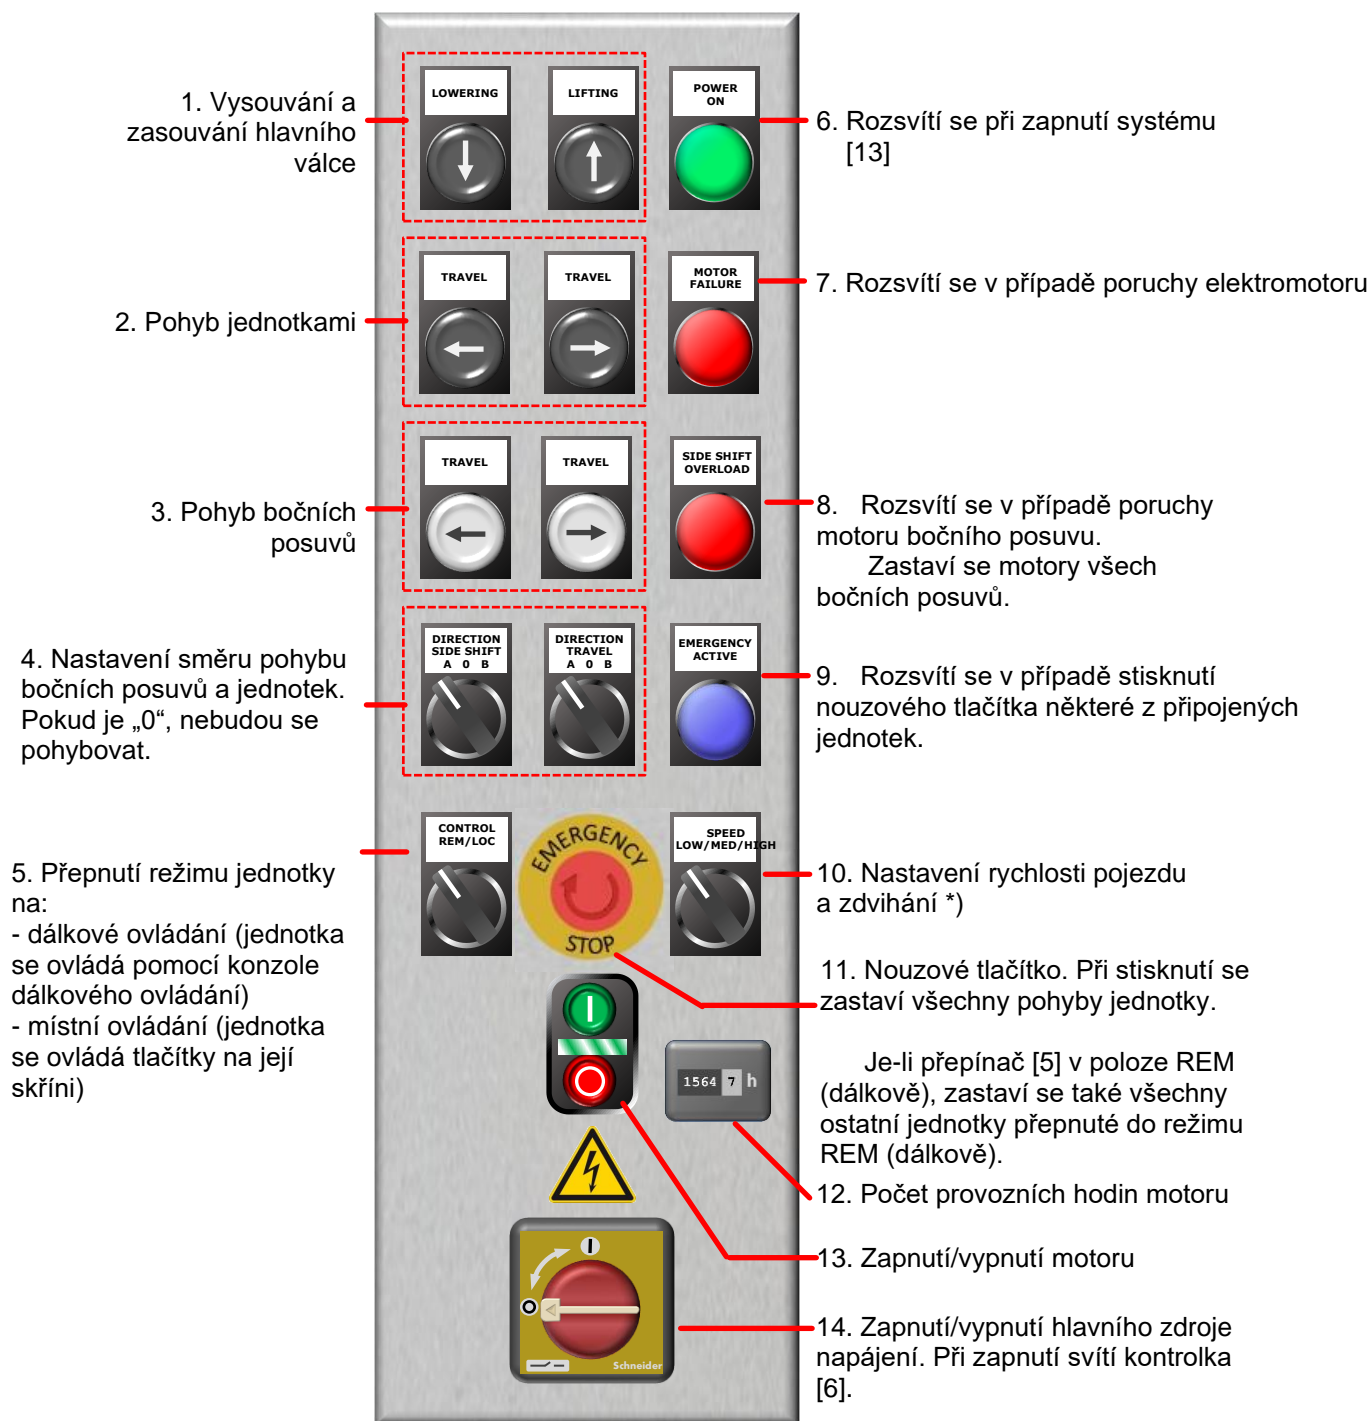 1. Vysouvání a
zasouvání hlavního
válce
2. Pohyb jednotkami
3. Pohyb bočních
posuvů
4. Nastavení směru pohybu
bočních posuvů a jednotek.
Pokud je „0“, nebudou se
pohybovat.
5. Přepnutí režimu jednotky
na:
- dálkové ovládání (jednotka
se ovládá pomocí konzole
dálkového ovládání)
- místní ovládání (jednotka
se ovládá tlačítky na její
skříni)
LOWERING
LIFTING
POWER
ON
TRAVEL
TRAVEL
MOTOR
FAILURE
TRAVEL
TRAVEL
SIDE SHIFT
OVERLOAD
DIRECTION
SIDE SHIFT
A 0 B
DIRECTION
TRAVEL
A 0 B
EMERGENCY
ACTIVE
CONTROL
REM/LOC
EMERGENCY
STOP
SPEED
LOW/MED/HIGH
1564 7 h
Schneider
6. Rozsvítí se při zapnutí systému
[13]
7. Rozsvítí se v případě poruchy elektromotoru
8. Rozsvítí se v případě poruchy
motoru bočního posuvu.
Zastaví se motory všech
bočních posuvů.
9. Rozsvítí se v případě stisknutí
nouzového tlačítka některé z připojených
jednotek.
10. Nastavení rychlosti pojezdu
a zdvihání *)
11. Nouzové tlačítko. Při stisknutí se
zastaví všechny pohyby jednotky.
Je-li přepínač [5] v poloze REM
(dálkově), zastaví se také všechny
ostatní jednotky přepnuté do režimu
REM (dálkově).
12. Počet provozních hodin motoru
13. Zapnutí/vypnutí motoru
14. Zapnutí/vypnutí hlavního zdroje
napájení. Při zapnutí svítí kontrolka
[6].